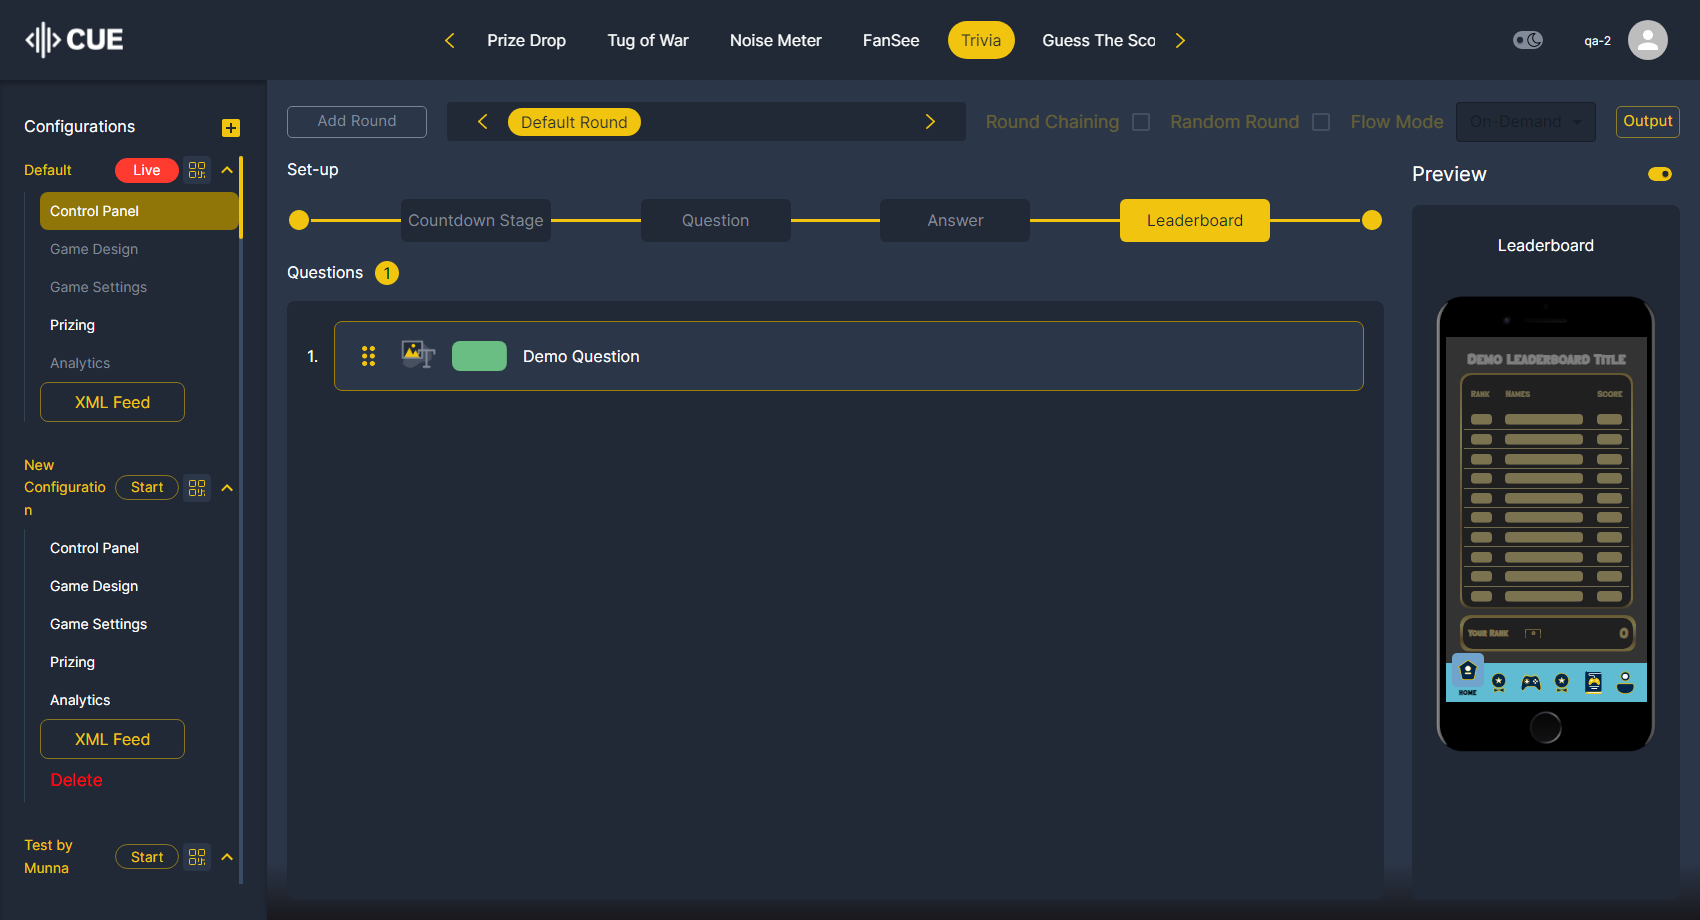 CUE
Prize Drop
Tug of War
Noise Meter
FanSee
Trivia
Guess The Sco
qa-2
Configurations
Default
Live
Control Panel
Game Design
Game Settings
Prizing
Analytics
XML Feed
New
Configuratio
n
Start
Control Panel
Game Design
Game Settings
Prizing
Analytics
XML Feed
Delete
Test by
Munna
Start
Add Round
Default Round
Round Chaining
Random Round
Flow Mode
On-Demand
Output
Set-up
Countdown Stage
Question
Answer
Leaderboard
Questions 1
1.
Demo Question
Preview
Leaderboard
Demo Leaderboard Title
Rank Names Score
Your Rank 0
HOME